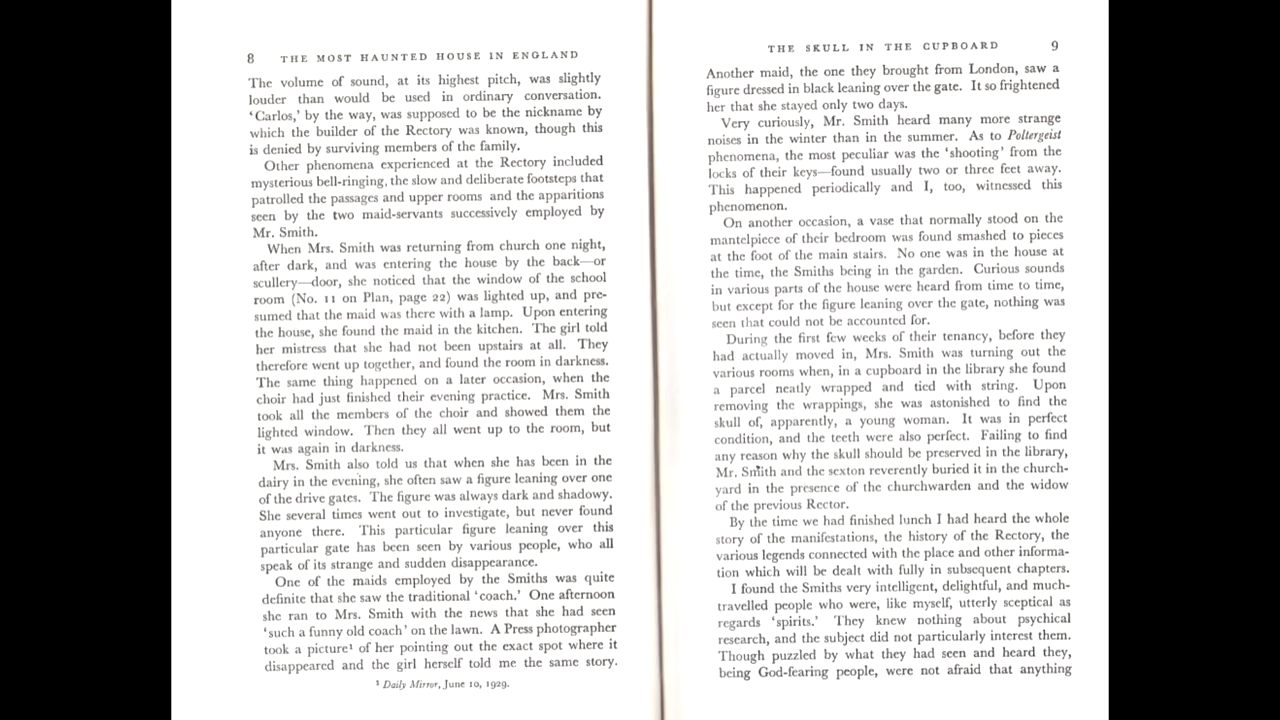 8 THE MOST HAUNTED HOUSE IN ENGLAND
The volume of sound, at its highest pitch, was slightly
louder than would be used in ordinary conversation.
‘Carlos,’ by the way, was supposed to be the nickname by
which the builder of the Rectory was known, though this
is denied by surviving members of the family.
Other phenomena experienced at the Rectory included
mysterious bell-ringing, the slow and deliberate footsteps that
patrolled the passages and upper rooms and the apparitions
seen by the two maid-servants successively employed by
Mr. Smith.
When Mrs. Smith was returning from church one night,
after dark, and was entering the house by the back—or
scullery—door, she noticed that the window of the school
room (No. 11 on Plan, page 22) was lighted up, and pre-
sumed that the maid was there with a lamp. Upon entering
the house, she found the maid in the kitchen. The girl told
her mistress that she had not been upstairs at all. They
therefore went up together, and found the room in darkness.
The same thing happened on a later occasion, when the
choir had just finished their evening practice. Mrs. Smith
took all the members of the choir and showed them the
lighted window. Then they all went up to the room, but
it was again in darkness.
Mrs. Smith also told us that when she has been in the
dairy in the evening, she often saw a figure leaning over one
of the drive gates. The figure was always dark and shadowy.
She several times went out to investigate, but never found
anyone there. This particular figure leaning over this
particular gate has been seen by various people, who all
speak of its strange and sudden disappearance.
One of the maids employed by the Smiths was quite
definite that she saw the traditional ‘coach.’ One afternoon
she ran to Mrs. Smith with the news that she had seen
‘such a funny old coach’ on the lawn. A Press photographer
took a picture¹ of her pointing out the exact spot where it
disappeared and the girl herself told me the same story.
¹ Daily Mirror, June 10, 1929.
THE SKULL IN THE CUPBOARD 9
Another maid, the one they brought from London, saw a
figure dressed in black leaning over the gate. It so frightened
her that she stayed only two days.
Very curiously, Mr. Smith heard many more strange
noises in the winter than in the summer. As to Poltergeist
phenomena, the most peculiar was the ‘shooting’ from the
locks of their keys—found usually two or three feet away.
This happened periodically and I, too, witnessed this
phenomenon.
On another occasion, a vase that normally stood on the
mantelpiece of their bedroom was found smashed to pieces
at the foot of the main stairs. No one was in the house at
the time, the Smiths being in the garden. Curious sounds
in various parts of the house were heard from time to time,
but except for the figure leaning over the gate, nothing was
seen that could not be accounted for.
During the first few weeks of their tenancy, before they
had actually moved in, Mrs. Smith was turning out the
various rooms when, in a cupboard in the library she found
a parcel neatly wrapped and tied with string. Upon
removing the wrappings, she was astonished to find the
skull of, apparently, a young woman. It was in perfect
condition, and the teeth were also perfect. Failing to find
any reason why the skull should be preserved in the library,
Mr. Smith and the sexton reverently buried it in the church-
yard in the presence of the churchwarden and the widow
of the previous Rector.
By the time we had finished lunch I had heard the whole
story of the manifestations, the history of the Rectory, the
various legends connected with the place and other informa-
tion which will be dealt with fully in subsequent chapters.
I found the Smiths very intelligent, delightful, and much-
travelled people who were, like myself, utterly sceptical as
regards ‘spirits.’ They knew nothing about psychical
research, and the subject did not particularly interest them.
Though puzzled by what they had seen and heard they,
being God-fearing people, were not afraid that anything